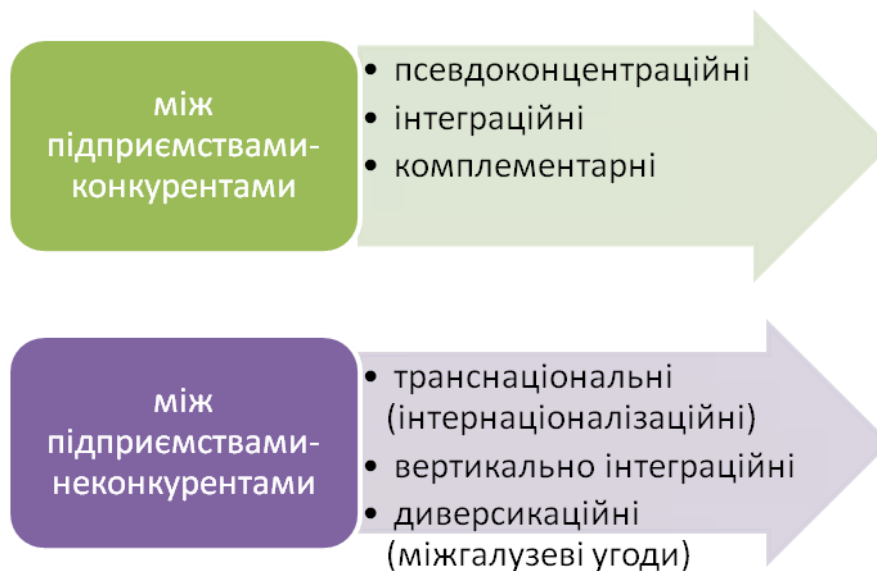 між
підприємствами-
конкурентами
• псевдоконцентраційні
• інтеграційні
• комплементарні
між
підприємствами-
неконкурентами
• транснаціональні
(інтернаціоналізаційні)
• вертикально інтеграційні
• диверсикаційні
(міжгалузеві угоди)